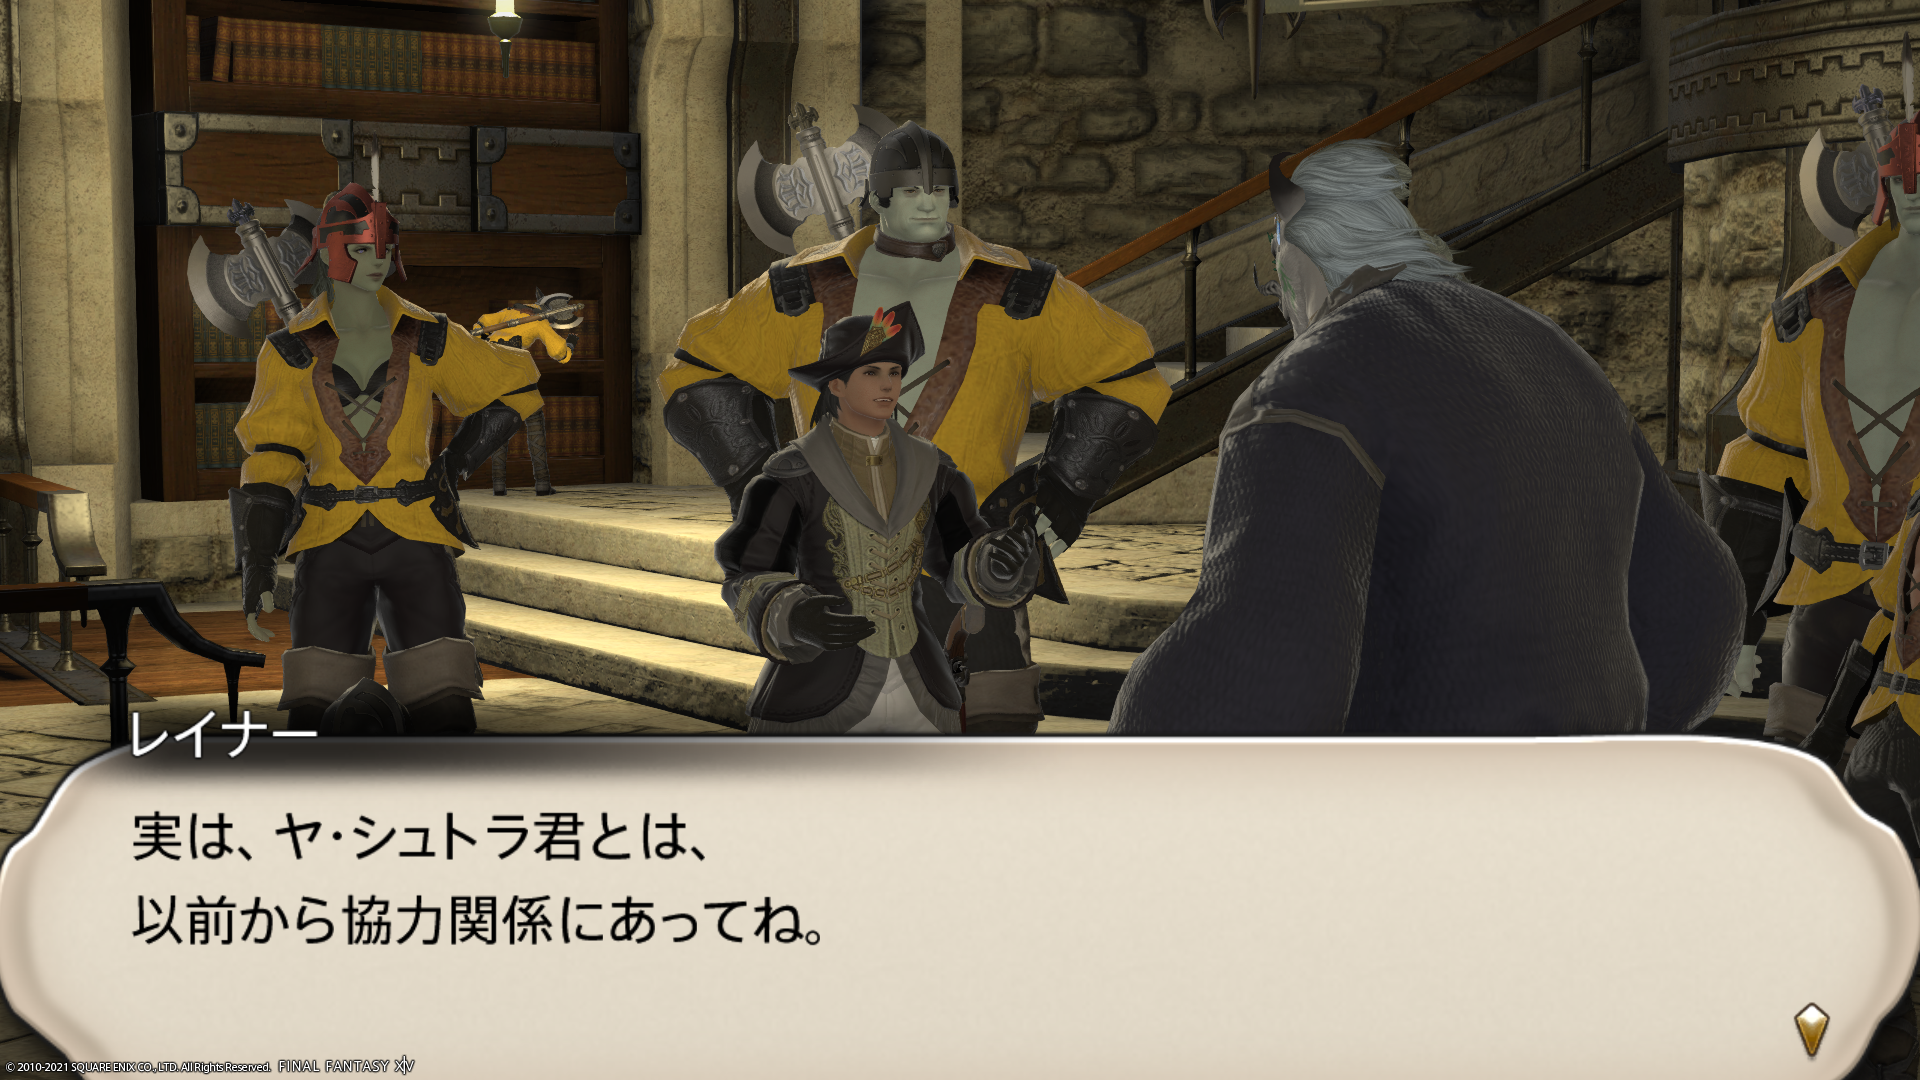 レイナー
実は、ヤ・シュトラ君とは、
以前から協力関係にあってね。
© 2010-2021 SQUARE ENIX CO., LTD. All Rights Reserved. FINAL FANTASY XIV